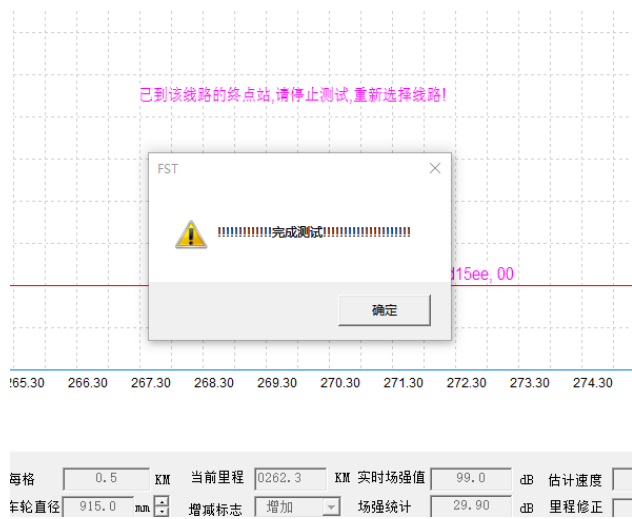 已到该线路的终点站,请停止测试,重新选择线路!
FST
!!!!!!!!!!!!!完成测试!!!!!!!!!!!!!!!!!!!!!
d15ee, 00
确定
265.30 266.30 267.30 268.30 269.30 270.30 271.30 272.30 273.30 274.30
每格 0.5 KM 当前里程 0262.3 KM 实时场强值 99.0 dB 估计速度
车轮直径 915.0 mm 增减标志 增加 场强统计 29.90 dB 里程修正